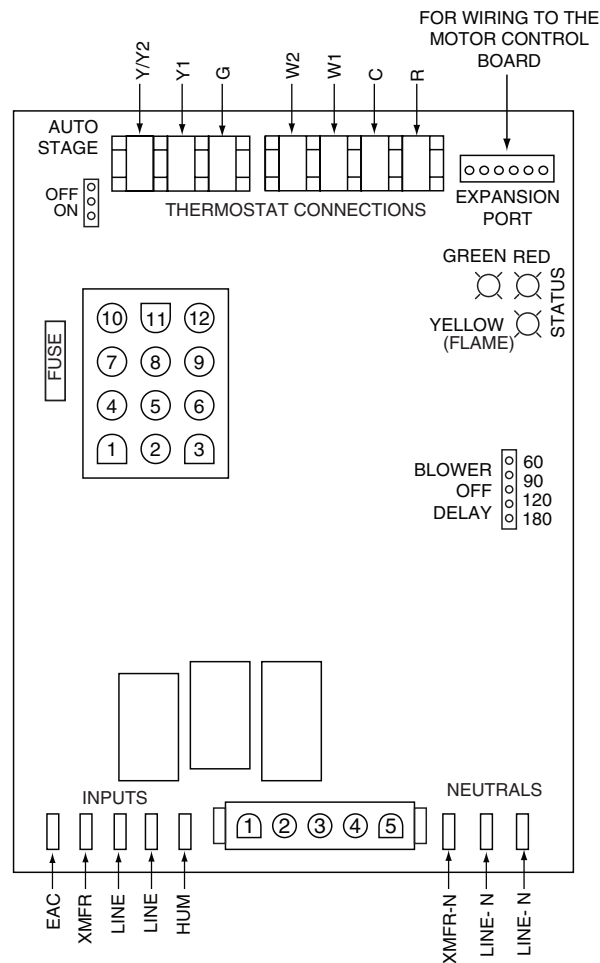 FOR WIRING TO THE
MOTOR CONTROL
BOARD
Y/Y2
Y1
G
W2
W1
C
R
AUTO
STAGE
OFF
ON
THERMOSTAT CONNECTIONS
EXPANSION
PORT
GREEN RED
YELLOW
(FLAME)
STATUS
FUSE
10 11 12
7 8 9
4 5 6
1 2 3
BLOWER
OFF
DELAY
60
90
120
180
INPUTS
NEUTRALS
1 2 3 4 5
EAC
XMFR
LINE
LINE
HUM
XMFR-N
LINE- N
LINE- N